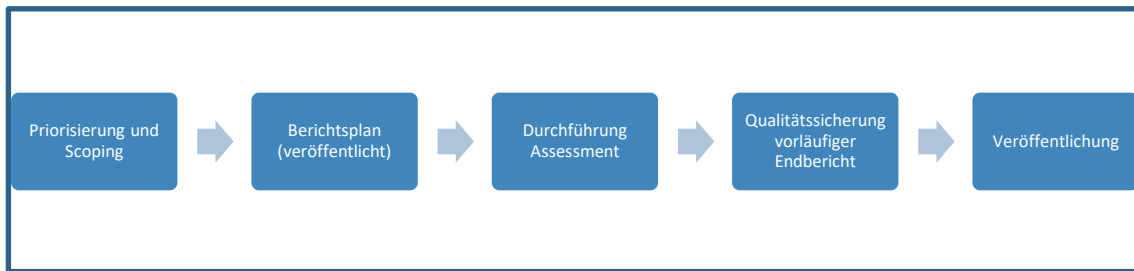 Priorisierung und
Scoping
Berichtsplan
(veröffentlicht)
Durchführung
Assessment
Qualitätssicherung
vorläufiger
Endbericht
Veröffentlichung